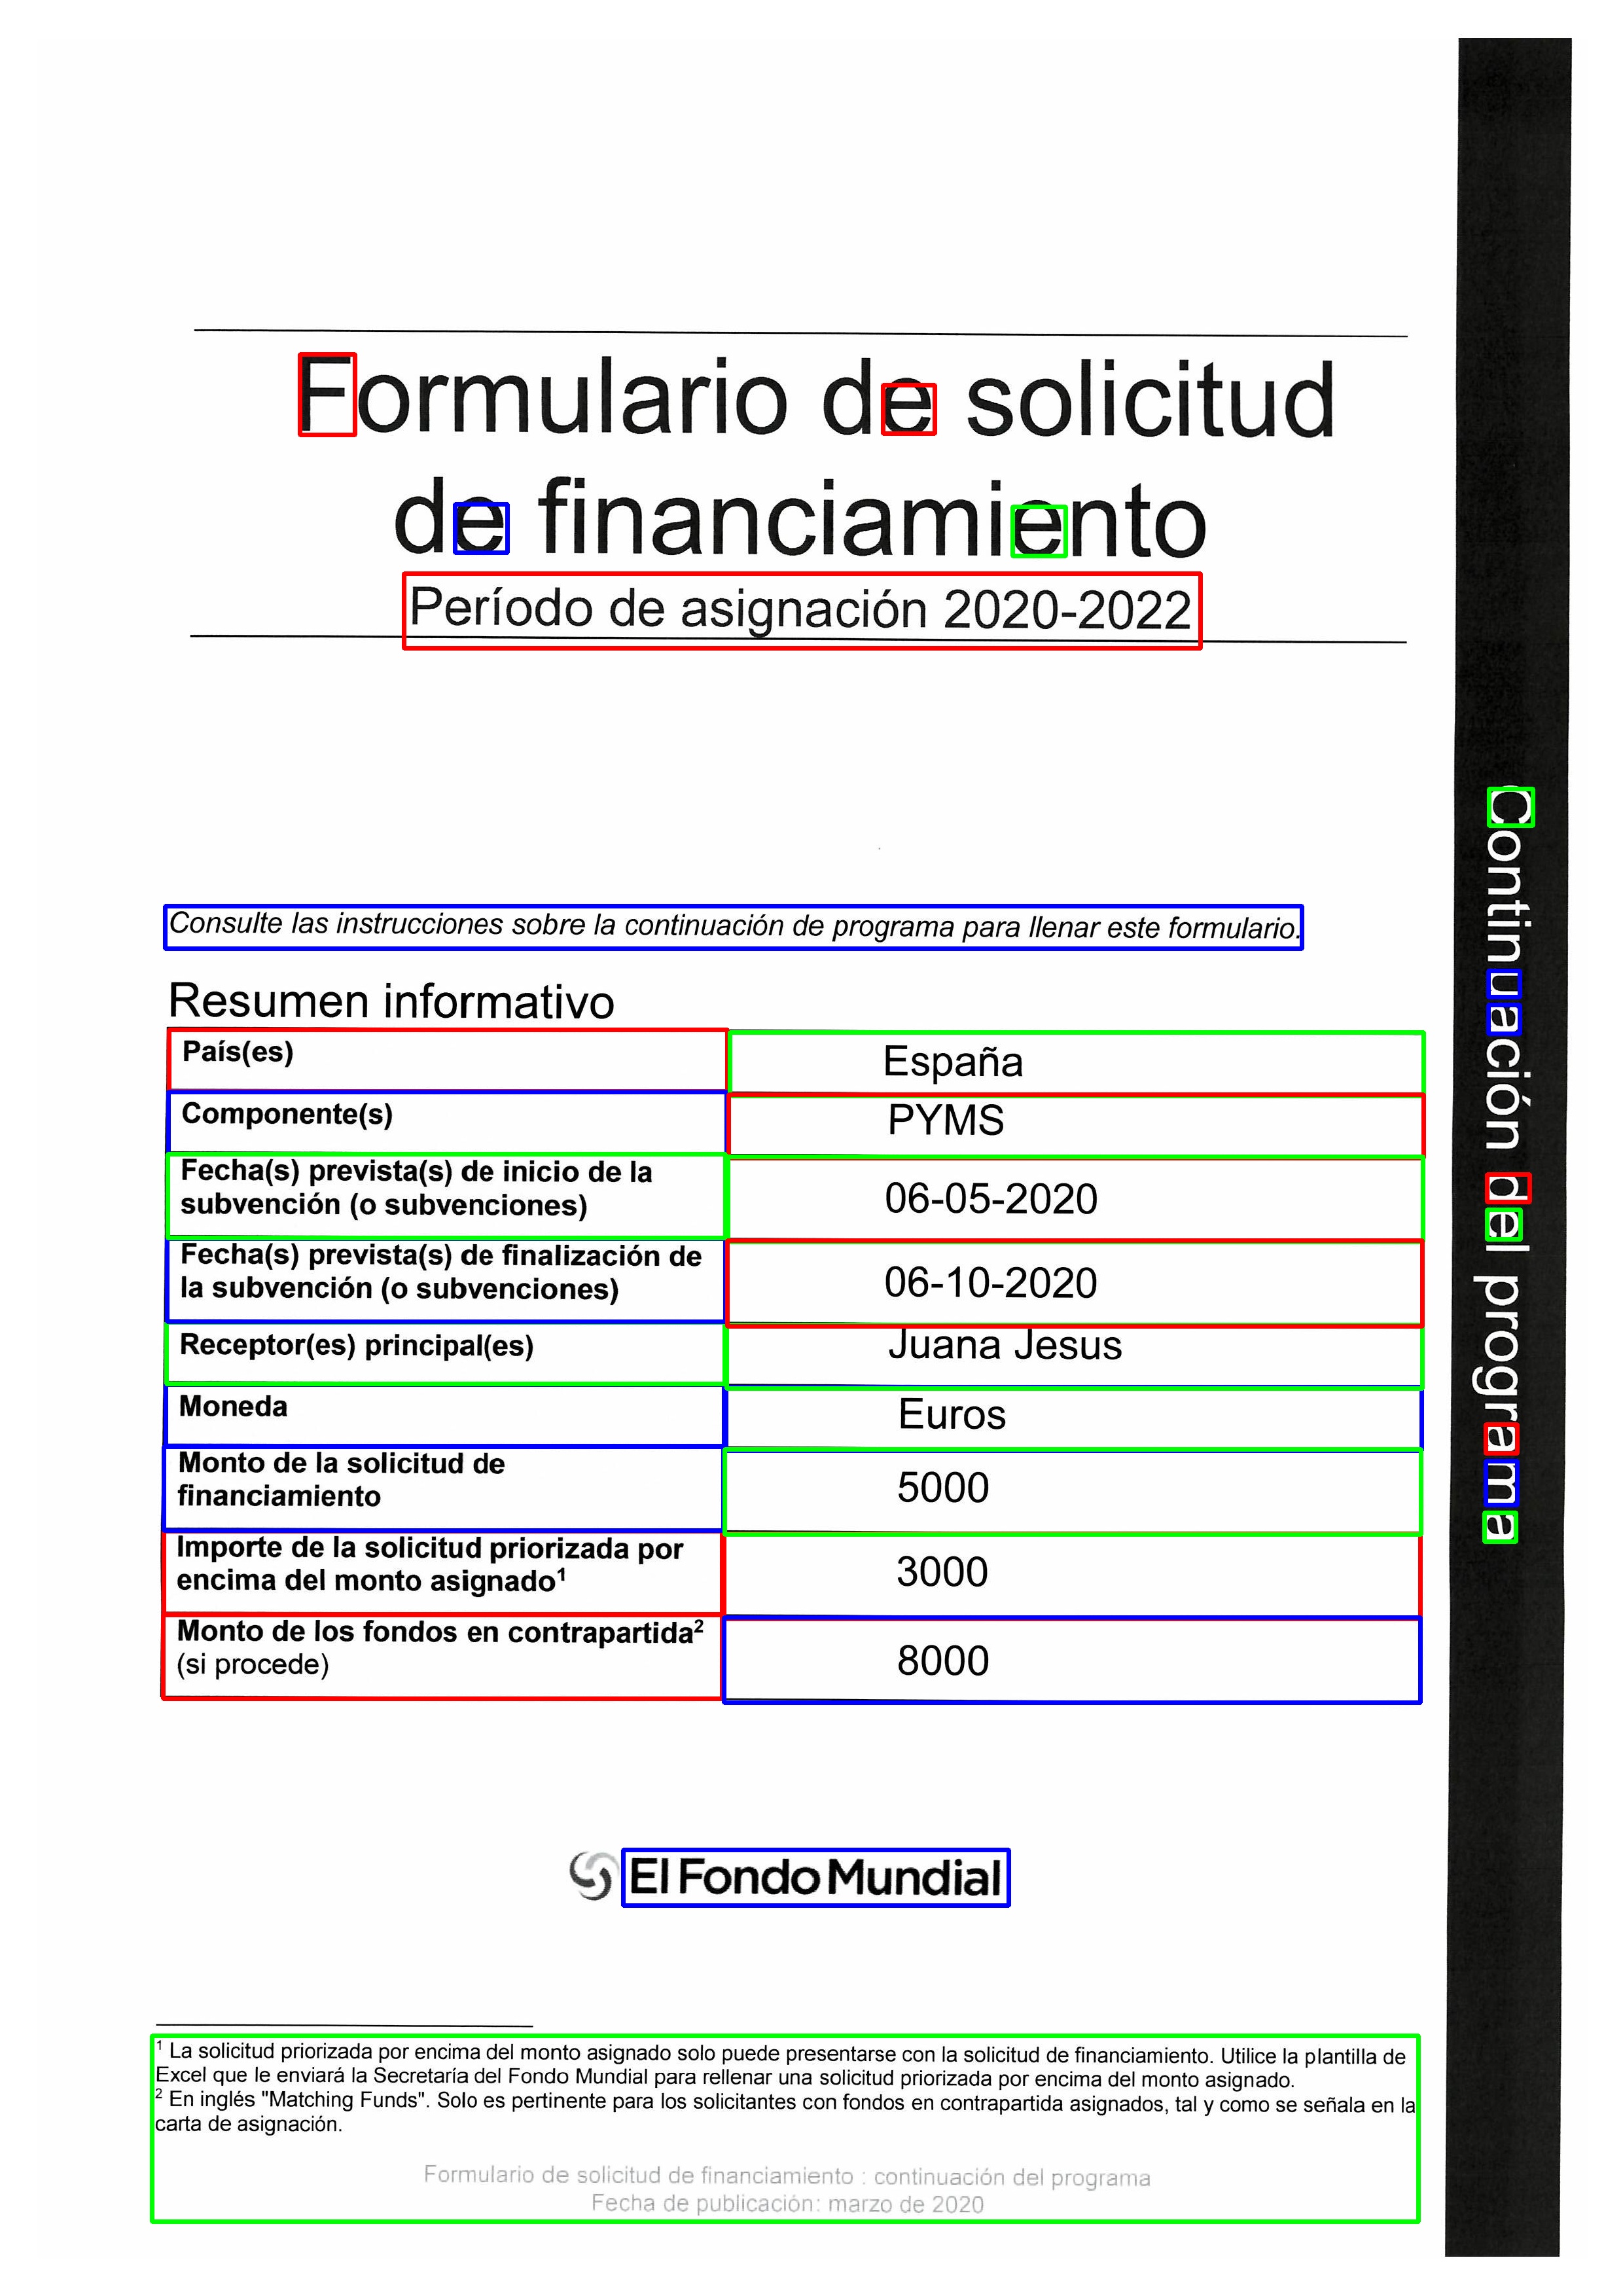 Formulario de solicitud
de financiamiento
Período de asignación 2020-2022
Continuación del programa
Consulte las instrucciones sobre la continuación de programa para llenar este formulario.
Resumen informativo
País(es) España
Componente(s) PYMS
Fecha(s) prevista(s) de inicio de la
subvención (o subvenciones) 06-05-2020
Fecha(s) prevista(s) de finalización de
la subvención (o subvenciones) 06-10-2020
Receptor(es) principal(es) Juana Jesus
Moneda Euros
Monto de la solicitud de
financiamiento 5000
Importe de la solicitud priorizada por
encima del monto asignado¹ 3000
Monto de los fondos en contrapartida²
(si procede) 8000
El Fondo Mundial
¹ La solicitud priorizada por encima del monto asignado solo puede presentarse con la solicitud de financiamiento. Utilice la plantilla de
Excel que le enviará la Secretaría del Fondo Mundial para rellenar una solicitud priorizada por encima del monto asignado.
² En inglés "Matching Funds". Solo es pertinente para los solicitantes con fondos en contrapartida asignados, tal y como se señala en la
carta de asignación.
Formulario de solicitud de financiamiento : continuación del programa
Fecha de publicación: marzo de 2020